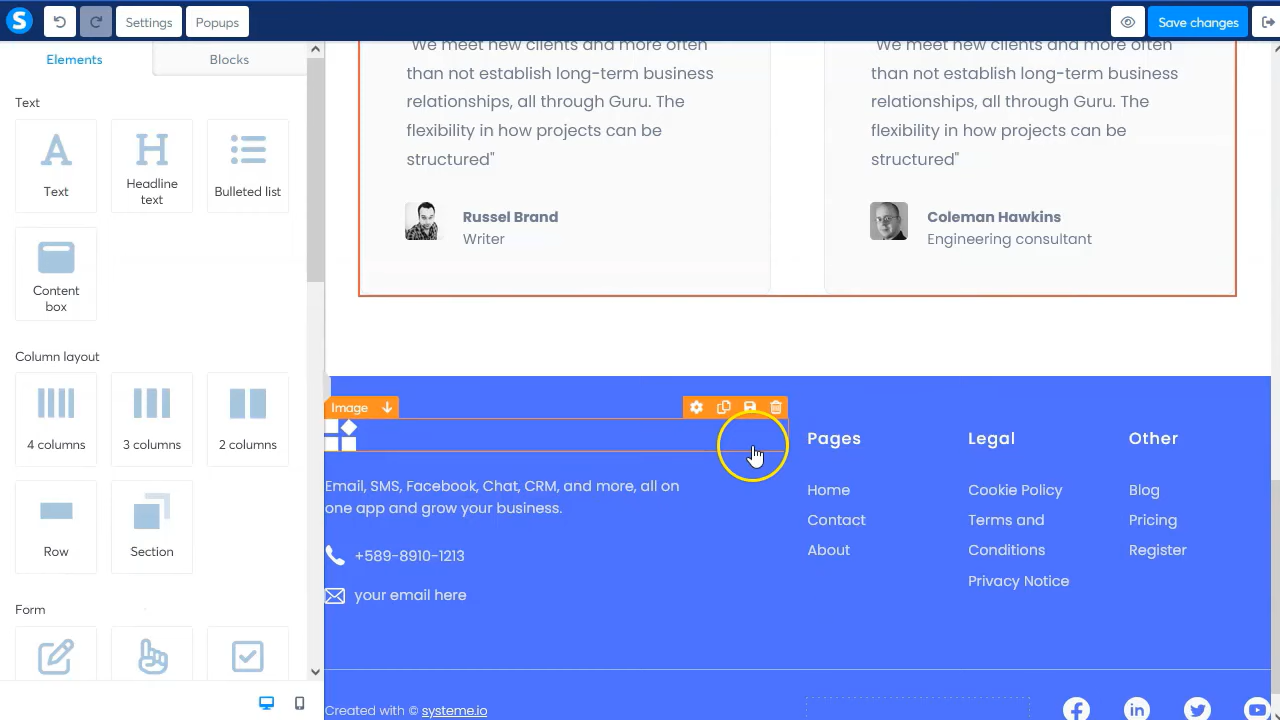 S
Settings
Popups
Save changes
Elements
Blocks
Text
Text
Headline
text
Bulleted list
Content
box
Column layout
4 columns
3 columns
2 columns
Row
Section
Form
"We meet new clients and more often
than not establish long-term business
relationships, all through Guru. The
flexibility in how projects can be
structured"
Russel Brand
Writer
"We meet new clients and more often
than not establish long-term business
relationships, all through Guru. The
flexibility in how projects can be
structured"
Coleman Hawkins
Engineering consultant
Image
Email, SMS, Facebook, Chat, CRM, and more, all on
one app and grow your business.
+589-8910-1213
your email here
Pages
Home
Contact
About
Legal
Cookie Policy
Terms and
Conditions
Privacy Notice
Other
Blog
Pricing
Register
Created with © systeme.io